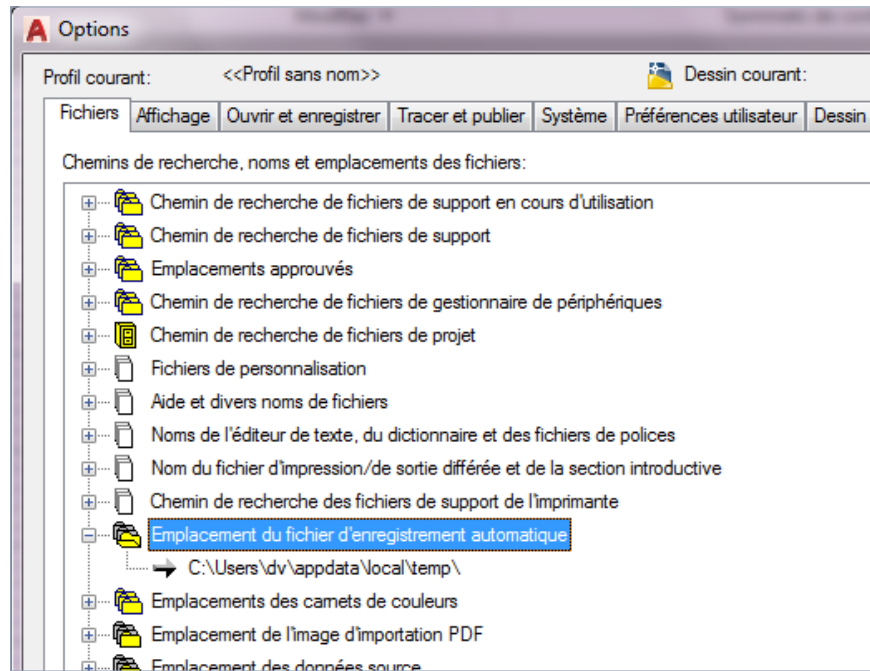 Options
Profil courant: <<Profil sans nom>> Dessin courant:
Fichiers Affichage Ouvrir et enregistrer Tracer et publier Système Préférences utilisateur Dessin
Chemins de recherche, noms et emplacements des fichiers:
Chemin de recherche de fichiers de support en cours d'utilisation
Chemin de recherche de fichiers de support
Emplacements approuvés
Chemin de recherche de fichiers de gestionnaire de périphériques
Chemin de recherche de fichiers de projet
Fichiers de personnalisation
Aide et divers noms de fichiers
Noms de l'éditeur de texte, du dictionnaire et des fichiers de polices
Nom du fichier d'impression/de sortie différée et de la section introductive
Chemin de recherche des fichiers de support de l'imprimante
Emplacement du fichier d'enregistrement automatique
C:\Users\dv\appdata\local\temp\
Emplacements des carnets de couleurs
Emplacement de l'image d'importation PDF
Emplacement des données source